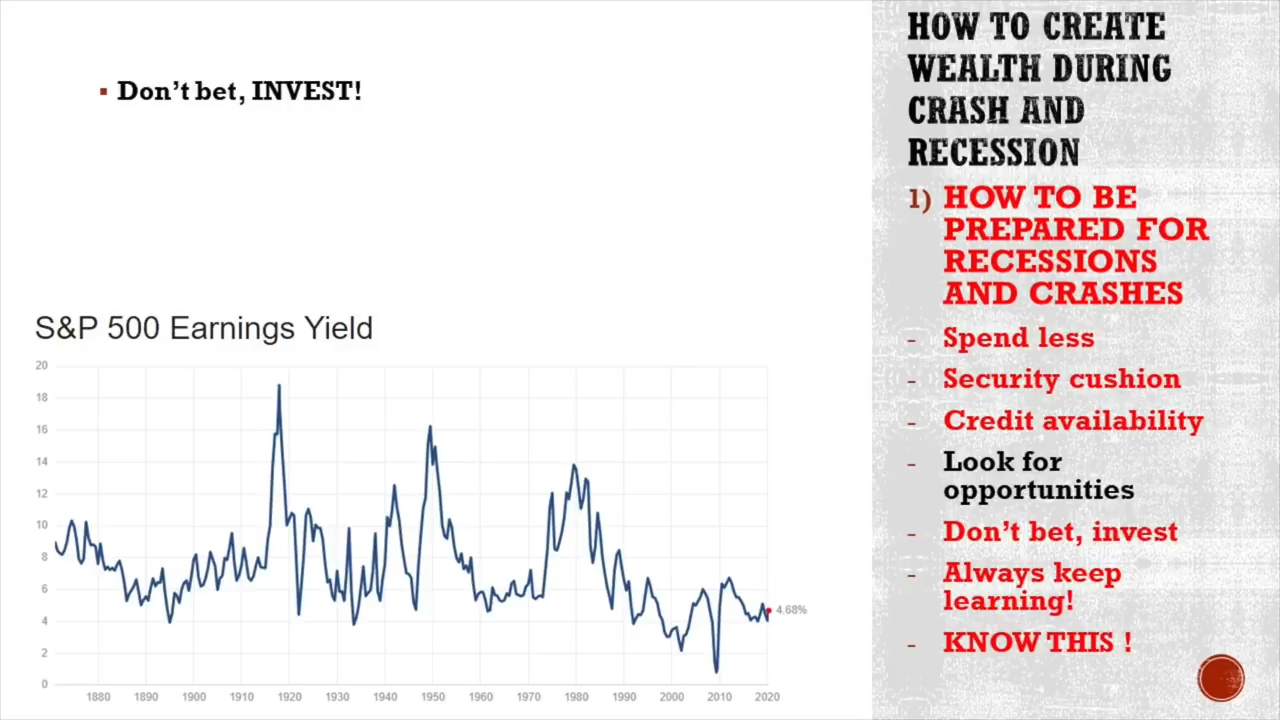 ▪ Don't bet, INVEST!
S&P 500 Earnings Yield
20
18
16
14
12
10
8
6
4
2
0
4.68%
1880 1890 1900 1910 1920 1930 1940 1950 1960 1970 1980 1990 2000 2010 2020
HOW TO CREATE
WEALTH DURING
CRASH AND
RECESSION
1) HOW TO BE
PREPARED FOR
RECESSIONS
AND CRASHES
- Spend less
- Security cushion
- Credit availability
- Look for
opportunities
- Don't bet, invest
- Always keep
learning!
- KNOW THIS !